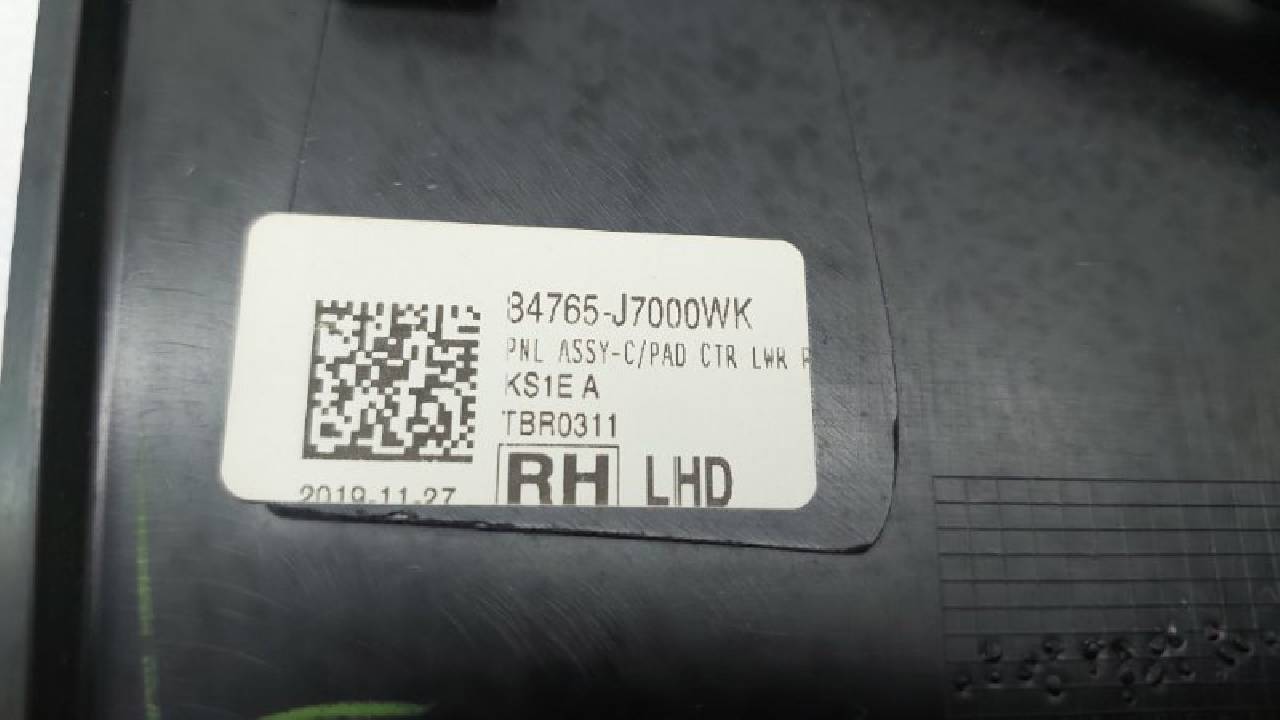 84765-J7000WK
PNL ASSY-C/PAD CTR LWR R
KS1E A
TBR0311
RH LHD
2019-11-27